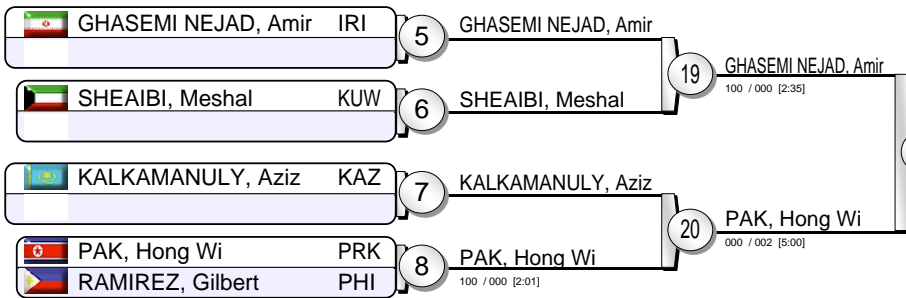 GHASEMI NEJAD, Amir IRI
5
GHASEMI NEJAD, Amir
SHEAIBI, Meshal KUW
6
SHEAIBI, Meshal
19
GHASEMI NEJAD, Amir
100 / 000 [2:35]
KALKAMANULY, Aziz KAZ
7
KALKAMANULY, Aziz
PAK, Hong Wi PRK
RAMIREZ, Gilbert PHI
8
PAK, Hong Wi
100 / 000 [2:01]
20
PAK, Hong Wi
000 / 002 [5:00]